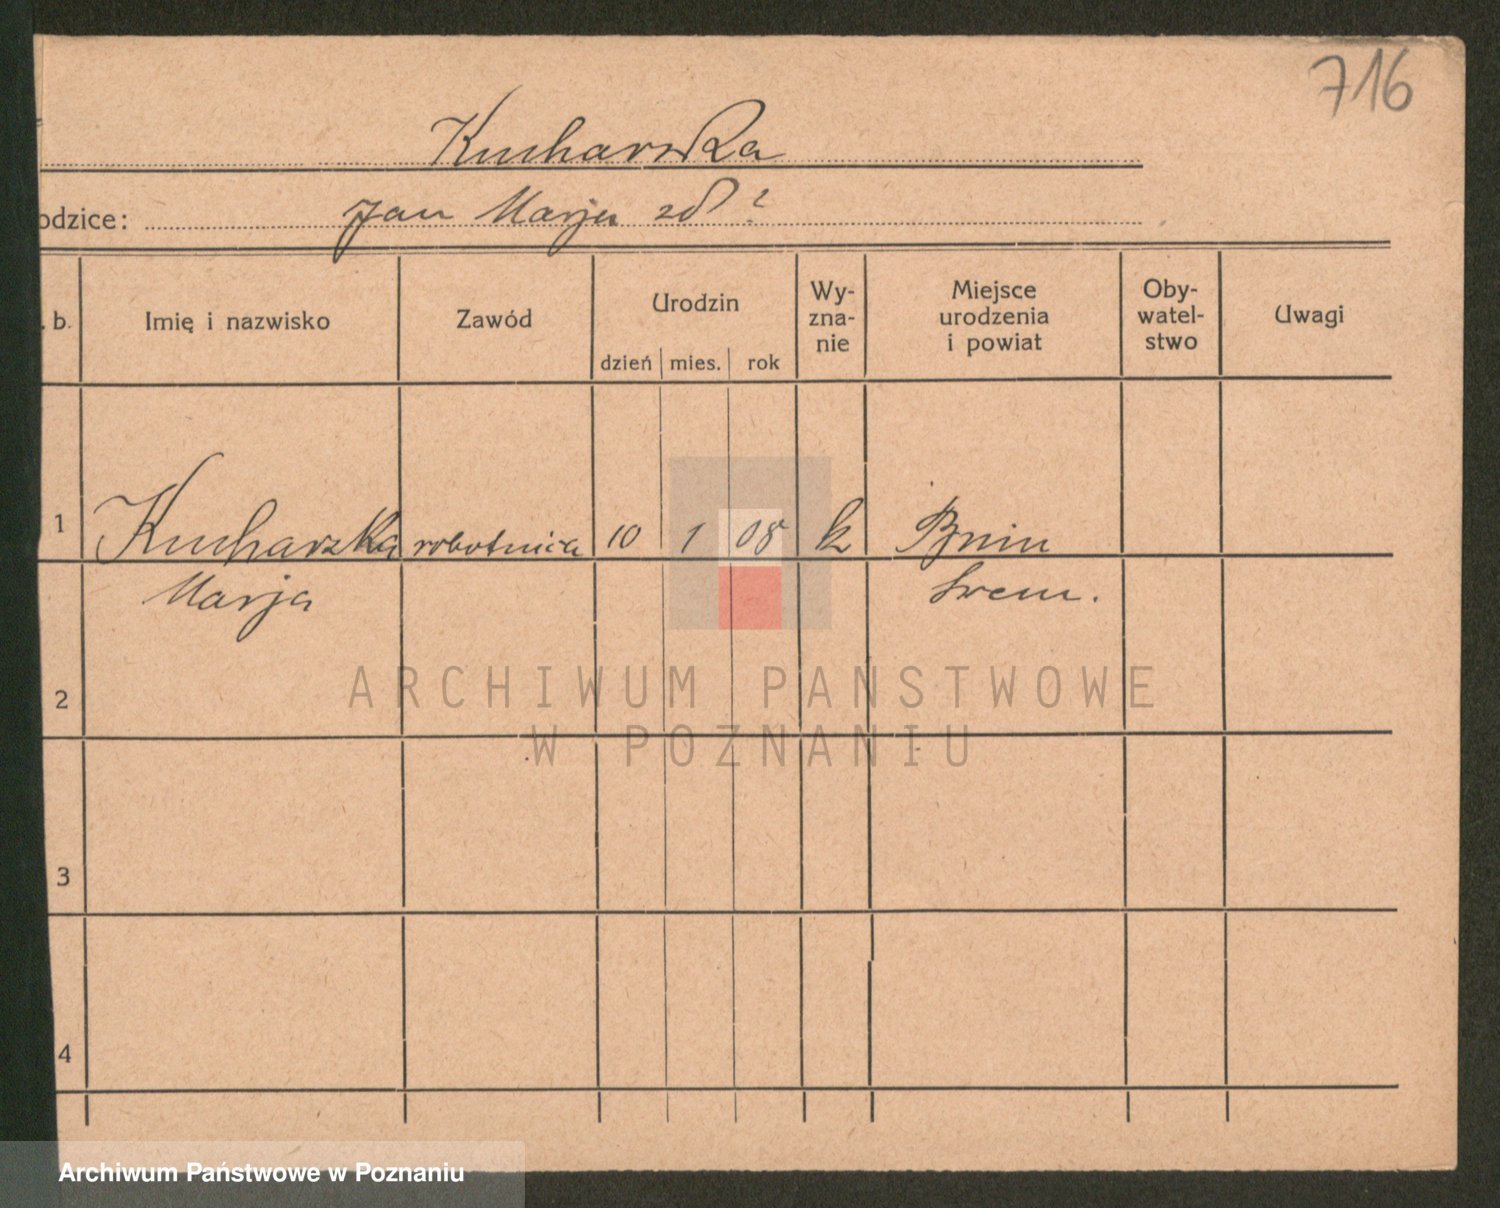 716
Kucharska
odzice: Jan Marja zd ?
. b. Imię i nazwisko Zawód Urodzin Wy-zna-nie Miejsce urodzenia i powiat Oby-watel-stwo Uwagi
dzień mies. rok
1 Kucharzka robotnica 10 1 08 k Bnin
Marja Srem.
2
ARCHIWUM PAŃSTWOWE
W POZNANIU
3
4
Archiwum Państwowe w Poznaniu